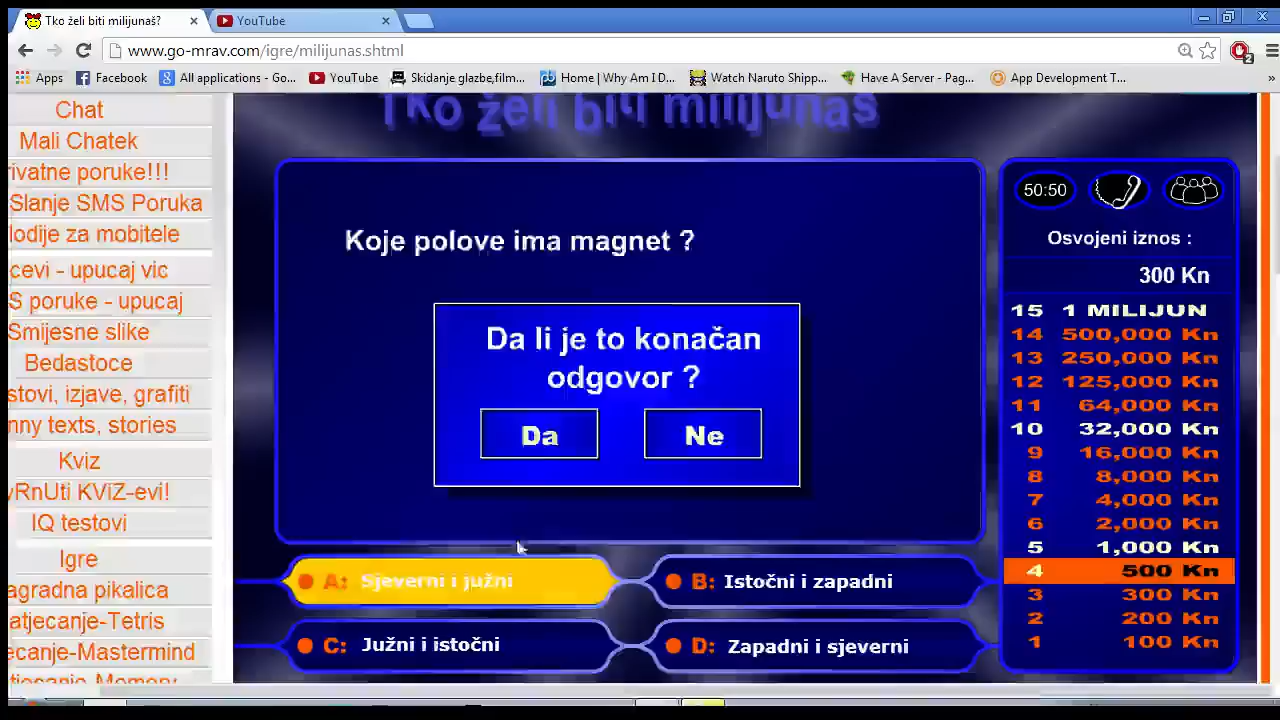 Tko želi biti milijunaš?
YouTube
www.go-mrav.com/igre/milijunas.shtml
Apps
Facebook
All applications - Go...
YouTube
Skidanje glazbe,film...
Home | Why Am I D...
Watch Naruto Shipp...
Have A Server - Pag...
App Development T...
»
2
Chat
Mali Chatek
rivatne poruke!!!
Slanje SMS Poruka
lodije za mobitele
cevi - upucaj vic
S poruke - upucaj
Smijesne slike
Bedastoce
stovi, izjave, grafiti
nny texts, stories
Kviz
vRnUti KViZ-evi!
IQ testovi
Igre
agradna pikalica
atjecanje-Tetris
ecanje-Mastermind
tjecanje-Memory
Tko želi biti milijunaš
Koje polove ima magnet ?
Da li je to konačan
odgovor ?
Da
Ne
A: Sjeverni i južni
B: Istočni i zapadni
C: Južni i istočni
D: Zapadni i sjeverni
50:50
Osvojeni iznos :
300 Kn
15 1 MILIJUN
14 500,000 Kn
13 250,000 Kn
12 125,000 Kn
11 64,000 Kn
10 32,000 Kn
9 16,000 Kn
8 8,000 Kn
7 4,000 Kn
6 2,000 Kn
5 1,000 Kn
4 500 Kn
3 300 Kn
2 200 Kn
1 100 Kn